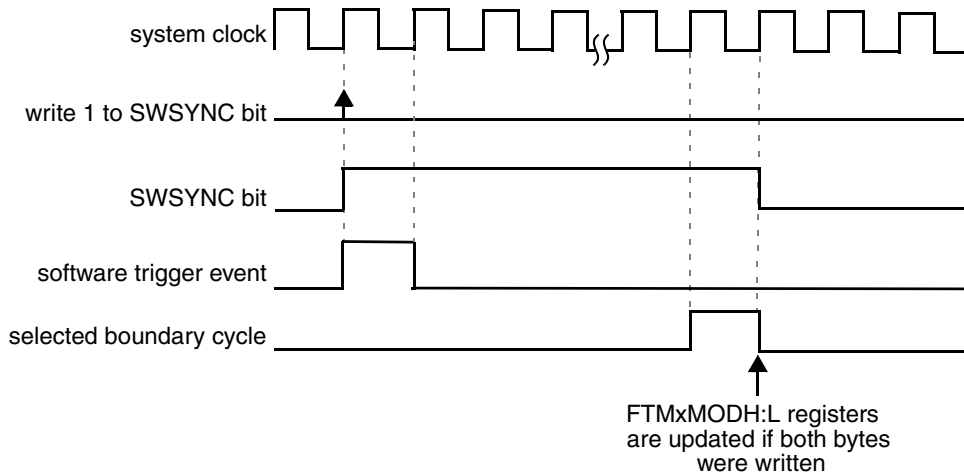 system clock
write 1 to SWSYNC bit
SWSYNC bit
software trigger event
selected boundary cycle
FTMxMODH:L registers
are updated if both bytes
were written